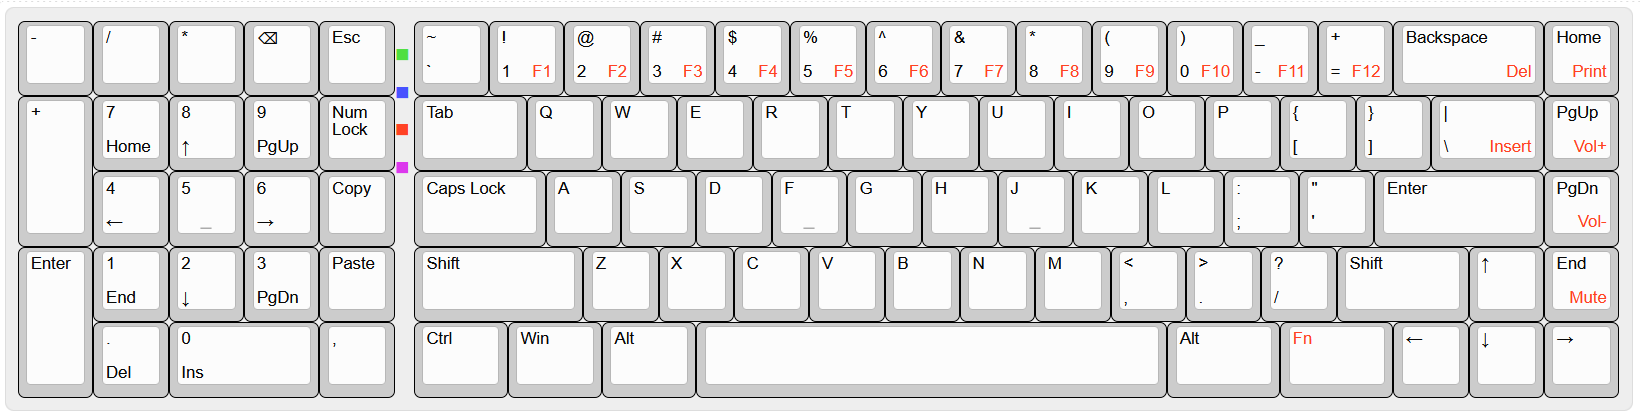 - / * ⌫ Esc ~ ! @ # $ % ^ & * ( ) _ + Backspace Home
` 1 F1 2 F2 3 F3 4 F4 5 F5 6 F6 7 F7 8 F8 9 F9 0 F10 - F11 = F12 Del Print
+ 7 8 9 Num Tab Q W E R T Y U I O P { } | PgUp
Lock
Home ↑ PgUp [ ] \ Insert Vol+
4 5 6 Copy Caps Lock A S D F G H J K L : " Enter PgDn
← _ → _ _ ; ' Vol-
Enter 1 2 3 Paste Shift Z X C V B N M < > ? Shift ↑ End
End ↓ PgDn , . / Mute
. 0 , Ctrl Win Alt Alt Fn ← ↓ →
Del Ins